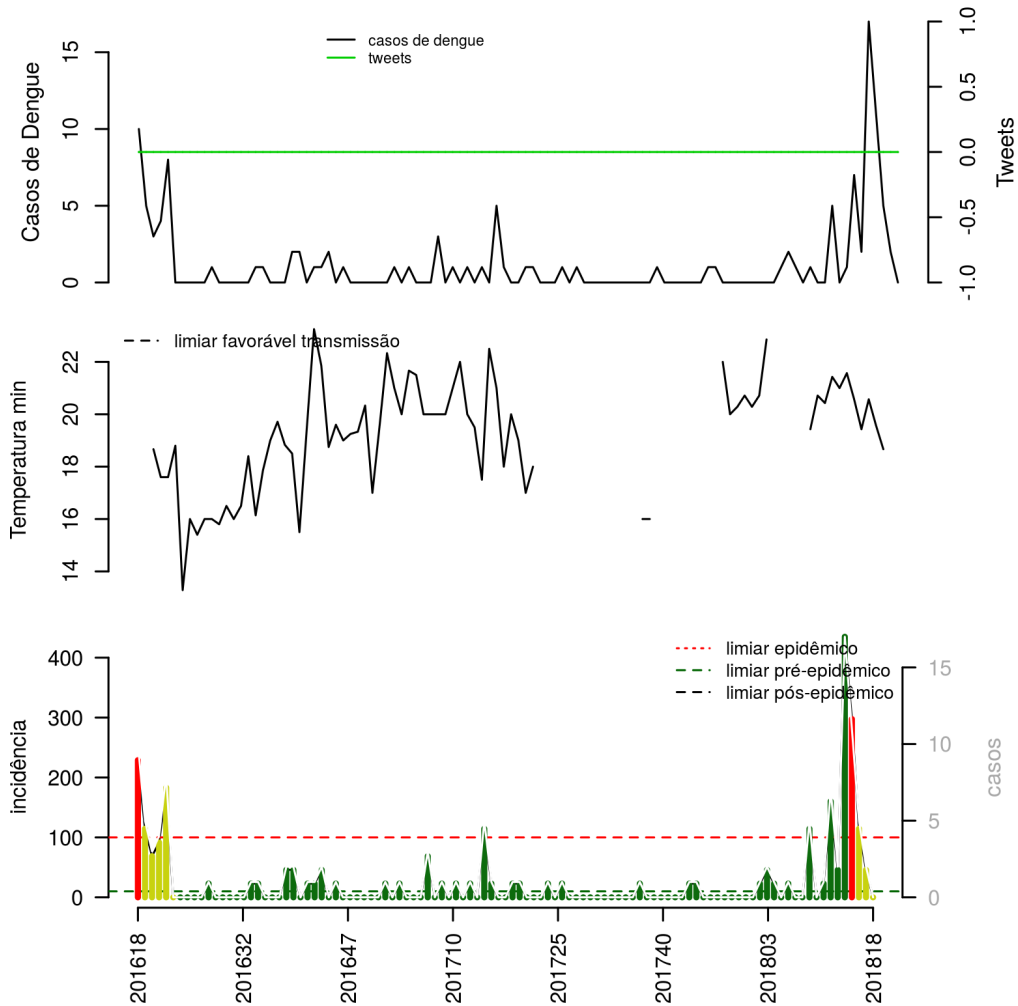 casos de dengue
tweets
Casos de Dengue
0
5
10
15
Tweets
-1.0
-0.5
0.0
0.5
1.0
limiar favorável transmissão
Temperatura min
14
16
18
20
22
limiar epidêmico
limiar pré-epidêmico
limiar pós-epidêmico
incidência
0
100
200
300
400
casos
0
5
10
15
201618
201632
201647
201710
201725
201740
201803
201818